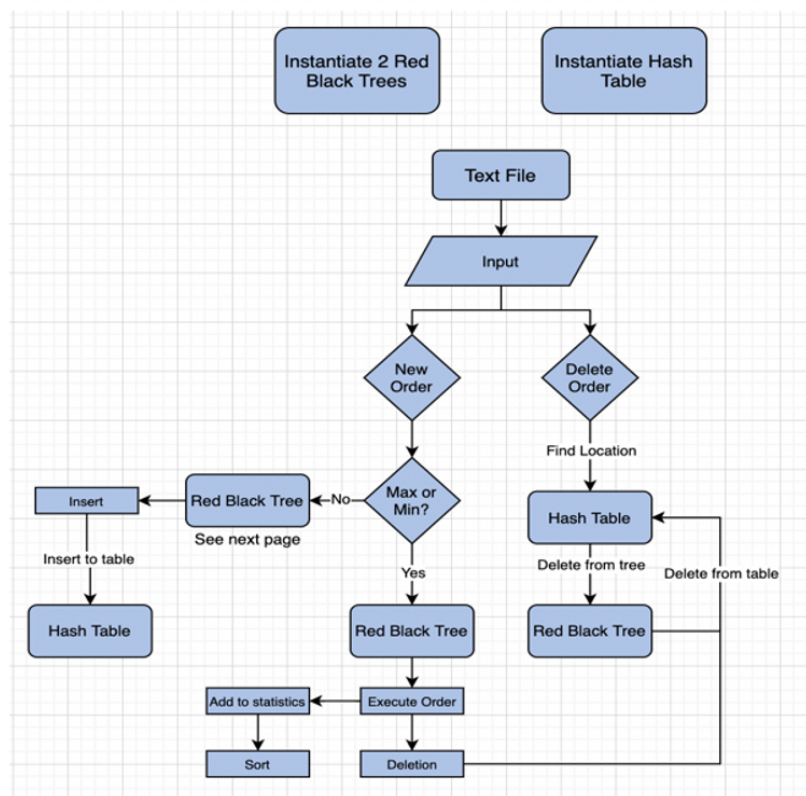 Instantiate 2 Red
Black Trees
Instantiate Hash
Table
Text File
Input
New
Order
Delete
Order
Find Location
Max or
Min?
No
Red Black Tree
See next page
Insert
Insert to table
Hash Table
Yes
Hash Table
Delete from tree
Delete from table
Red Black Tree
Red Black Tree
Execute Order
Add to statistics
Sort
Deletion